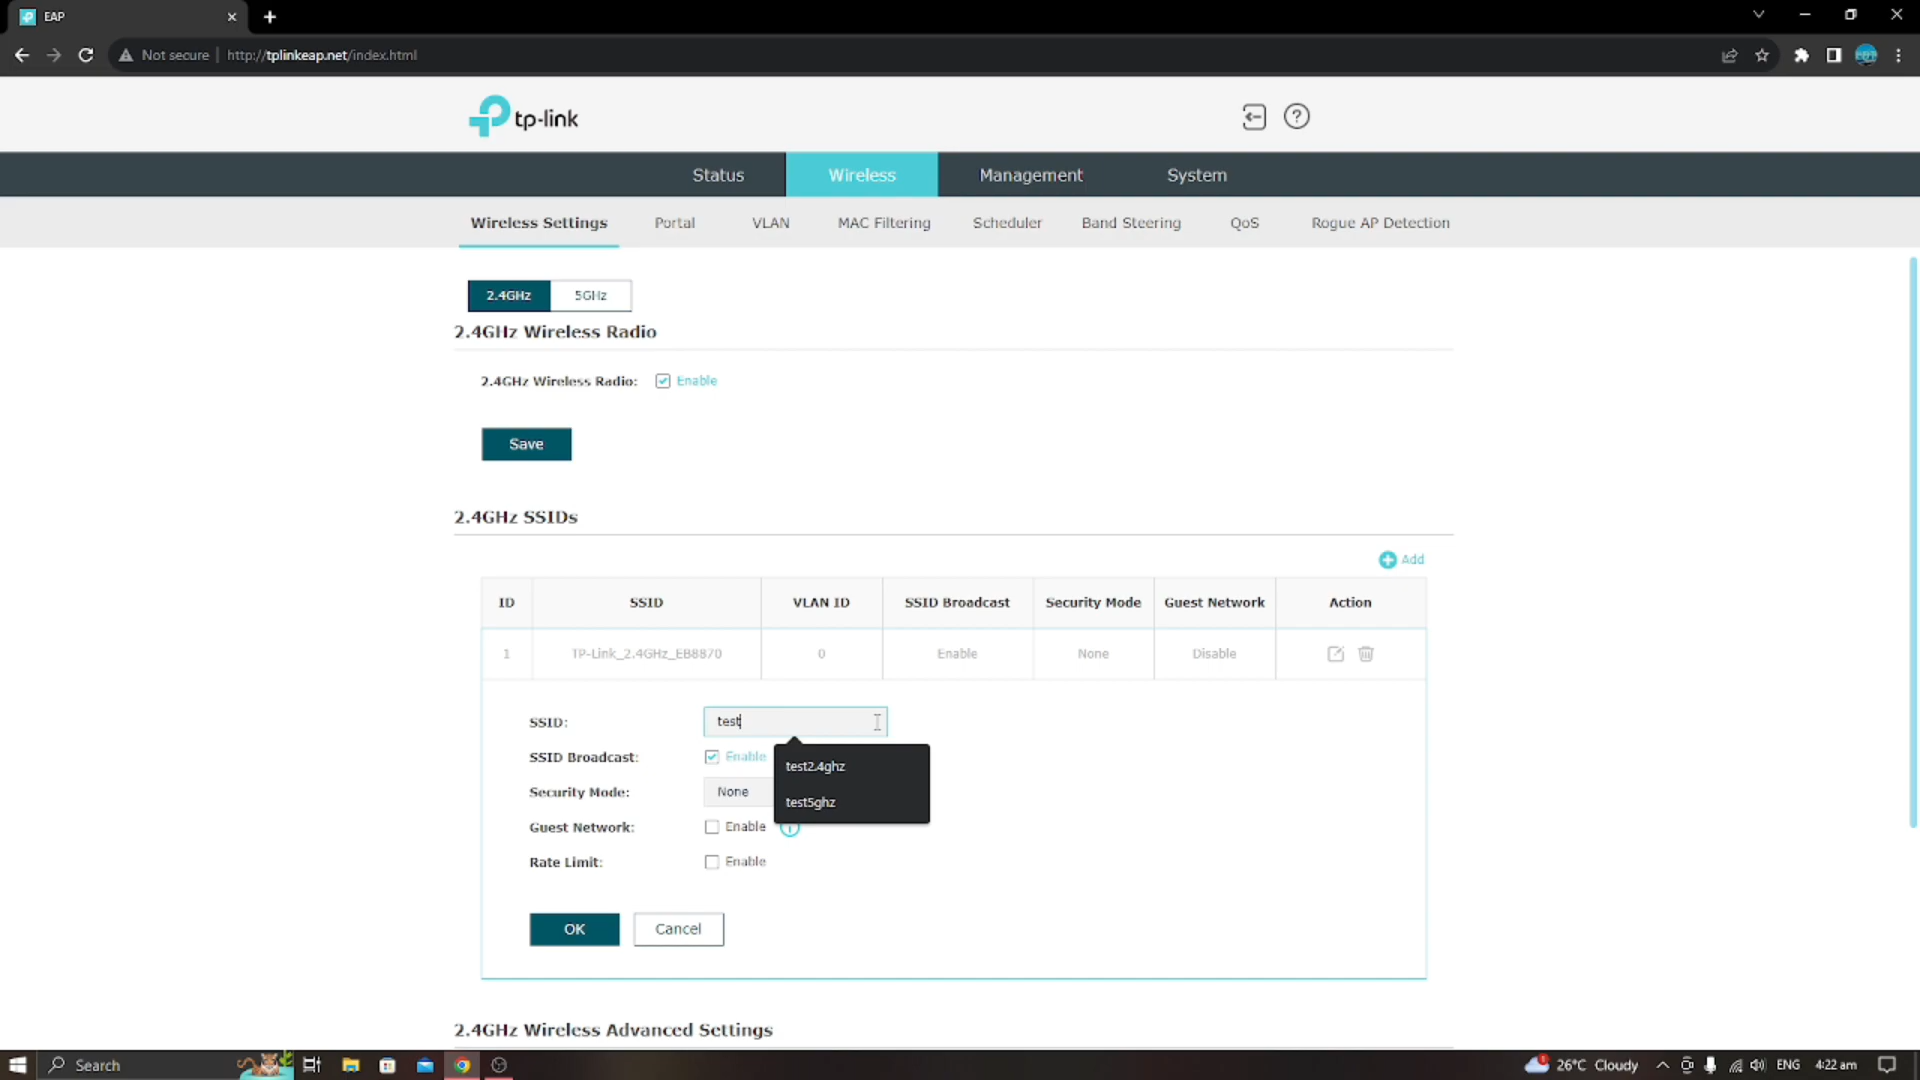 EAP
Not secure http://tplinkeap.net/index.html
tp-link
Status Wireless Management System
Wireless Settings Portal VLAN MAC Filtering Scheduler Band Steering QoS Rogue AP Detection
2.4GHz 5GHz
2.4GHz Wireless Radio
2.4GHz Wireless Radio: Enable
Save
2.4GHz SSIDs
Add
ID SSID VLAN ID SSID Broadcast Security Mode Guest Network Action
1 TP-Link_2.4GHz_EB8870 0 Enable None Disable
SSID: test
SSID Broadcast: Enable
test2.4ghz
Security Mode: None
test5ghz
Guest Network: Enable
Rate Limit: Enable
OK Cancel
2.4GHz Wireless Advanced Settings
Search 26°C Cloudy ENG 4:22 am